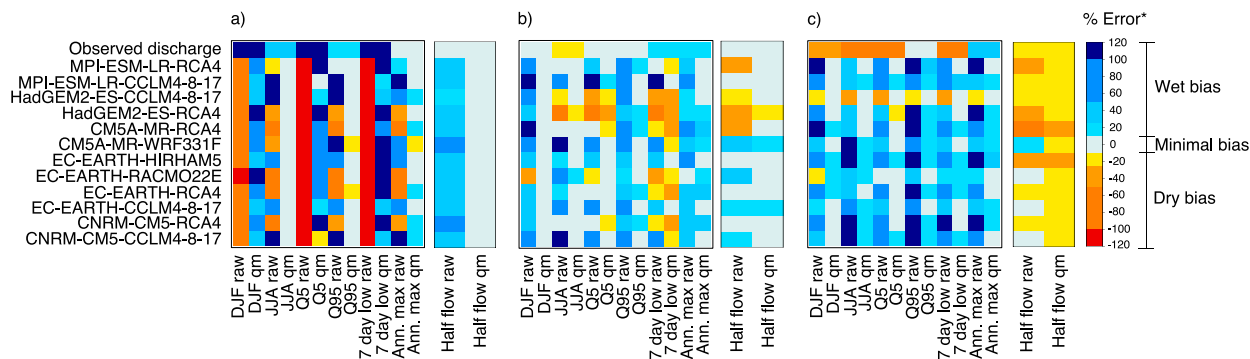 a)
b)
c)
% Error*
Observed discharge
MPI-ESM-LR-RCA4
MPI-ESM-LR-CCLM4-8-17
HadGEM2-ES-CCLM4-8-17
HadGEM2-ES-RCA4
CM5A-MR-RCA4
CM5A-MR-WRF331F
EC-EARTH-HIRHAM5
EC-EARTH-RACMO22E
EC-EARTH-RCA4
EC-EARTH-CCLM4-8-17
CNRM-CM5-RCA4
CNRM-CM5-CCLM4-8-17
120
100
80
60
40
20
0
-20
-40
-60
-80
-100
-120
Wet bias
Minimal bias
Dry bias
DJF raw
DJF qm
JJA raw
JJA qm
Q5 raw
Q5 qm
Q95 raw
Q95 qm
7 day low raw
7 day low qm
Ann. max raw
Ann. max qm
Half flow raw
Half flow qm
DJF raw
DJF qm
JJA raw
JJA qm
Q5 raw
Q5 qm
Q95 raw
Q95 qm
7 day low raw
7 day low qm
Ann. max raw
Ann. max qm
Half flow raw
Half flow qm
DJF raw
DJF qm
JJA raw
JJA qm
Q5 raw
Q5 qm
Q95 raw
Q95 qm
7 day low raw
7 day low qm
Ann. max raw
Ann. max qm
Half flow raw
Half flow qm